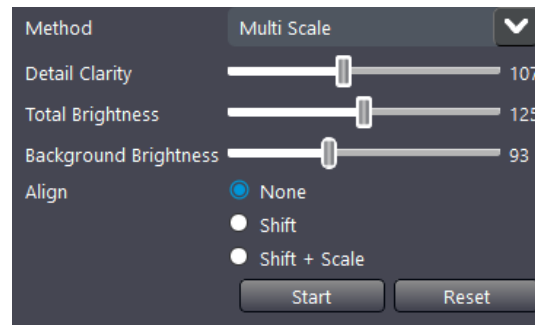 Method Multi Scale
Detail Clarity 107
Total Brightness 125
Background Brightness 93
Align None
Shift
Shift + Scale
Start Reset